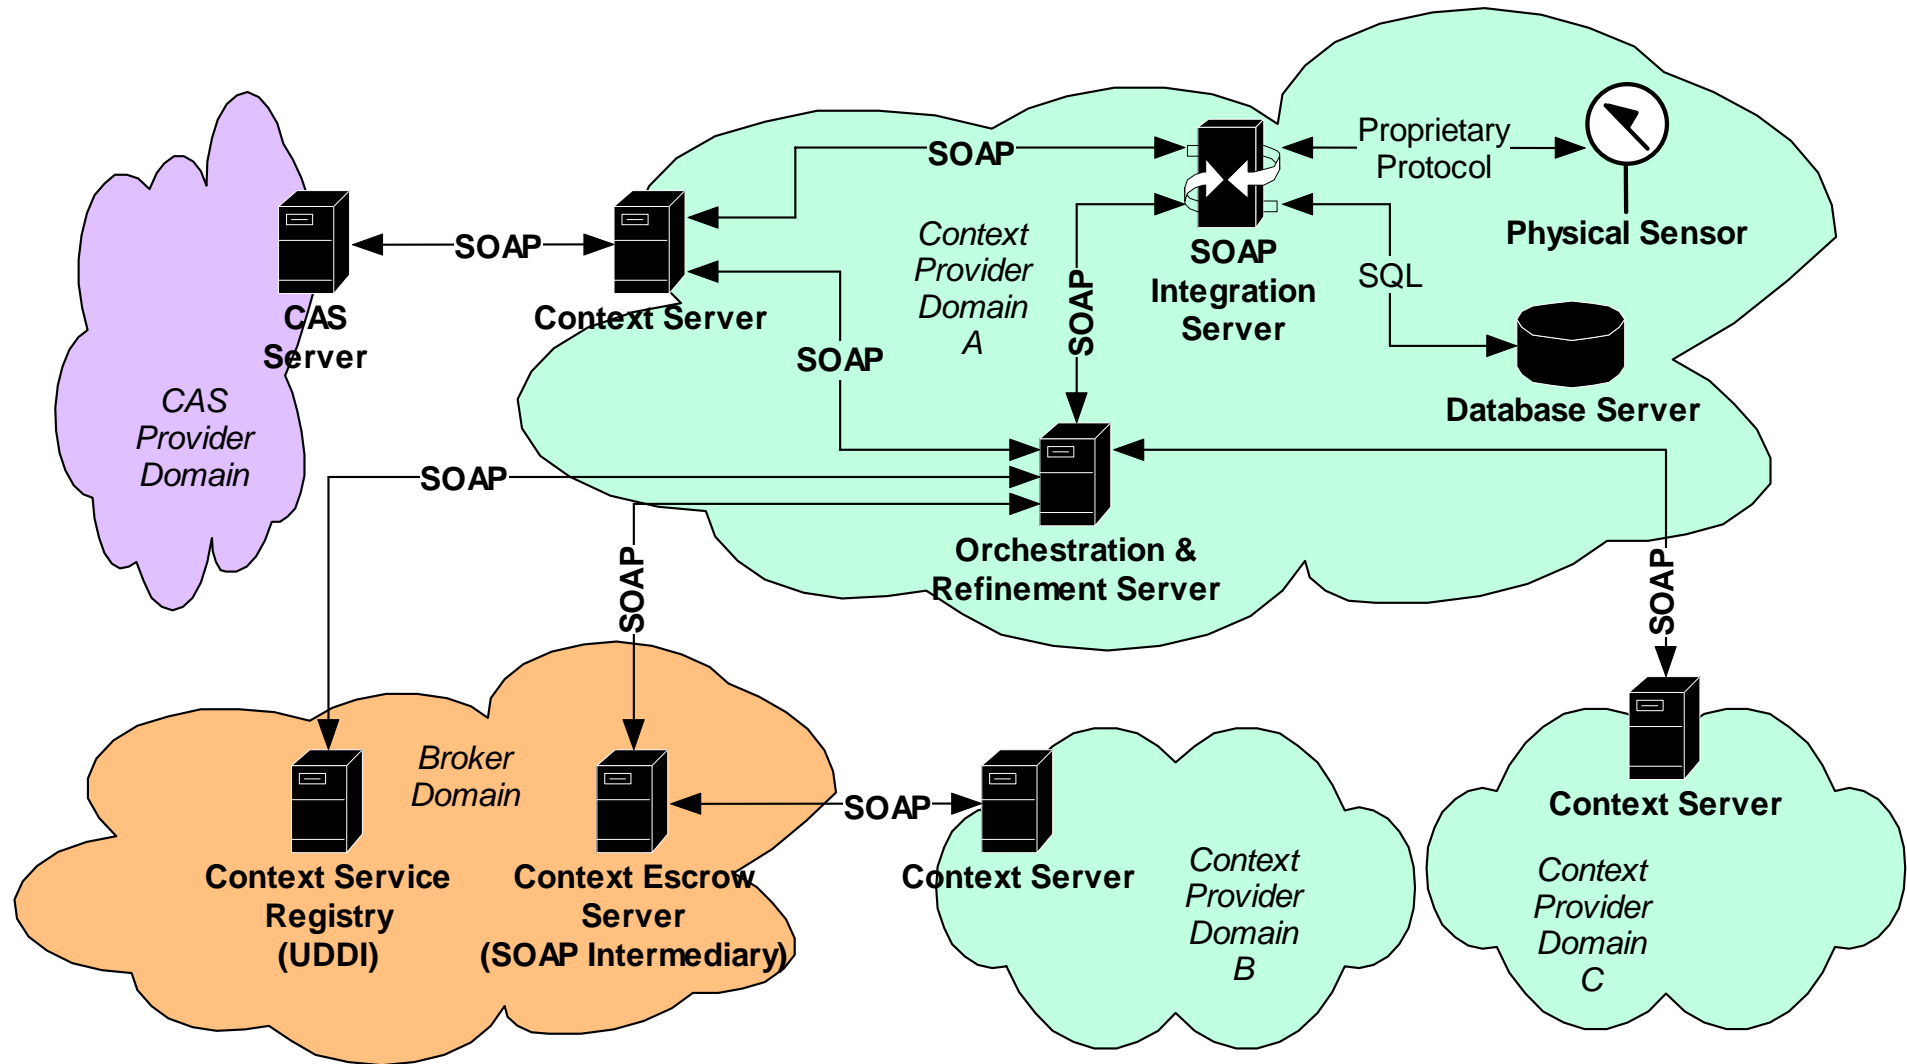 SOAP
Proprietary
Protocol
Physical Sensor
SOAP
Context
Provider
Domain
A
SOAP
Integration
Server
SQL
SOAP
CAS
Server
Context Server
SOAP
Database Server
CAS
Provider
Domain
SOAP
Orchestration &
Refinement Server
SOAP
SOAP
Broker
Domain
SOAP
Context Server
Context Service
Registry
(UDDI)
Context Escrow
Server
(SOAP Intermediary)
Context Server
Context
Provider
Domain
B
Context
Provider
Domain
C